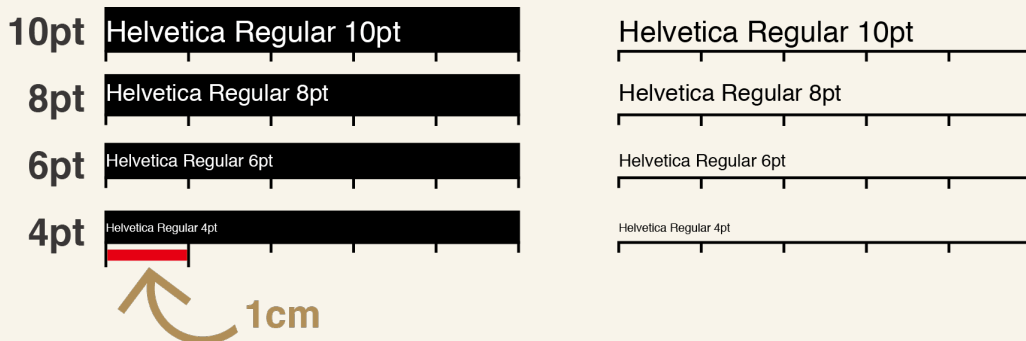 10pt Helvetica Regular 10pt Helvetica Regular 10pt
8pt Helvetica Regular 8pt Helvetica Regular 8pt
6pt Helvetica Regular 6pt Helvetica Regular 6pt
4pt Helvetica Regular 4pt Helvetica Regular 4pt
1cm